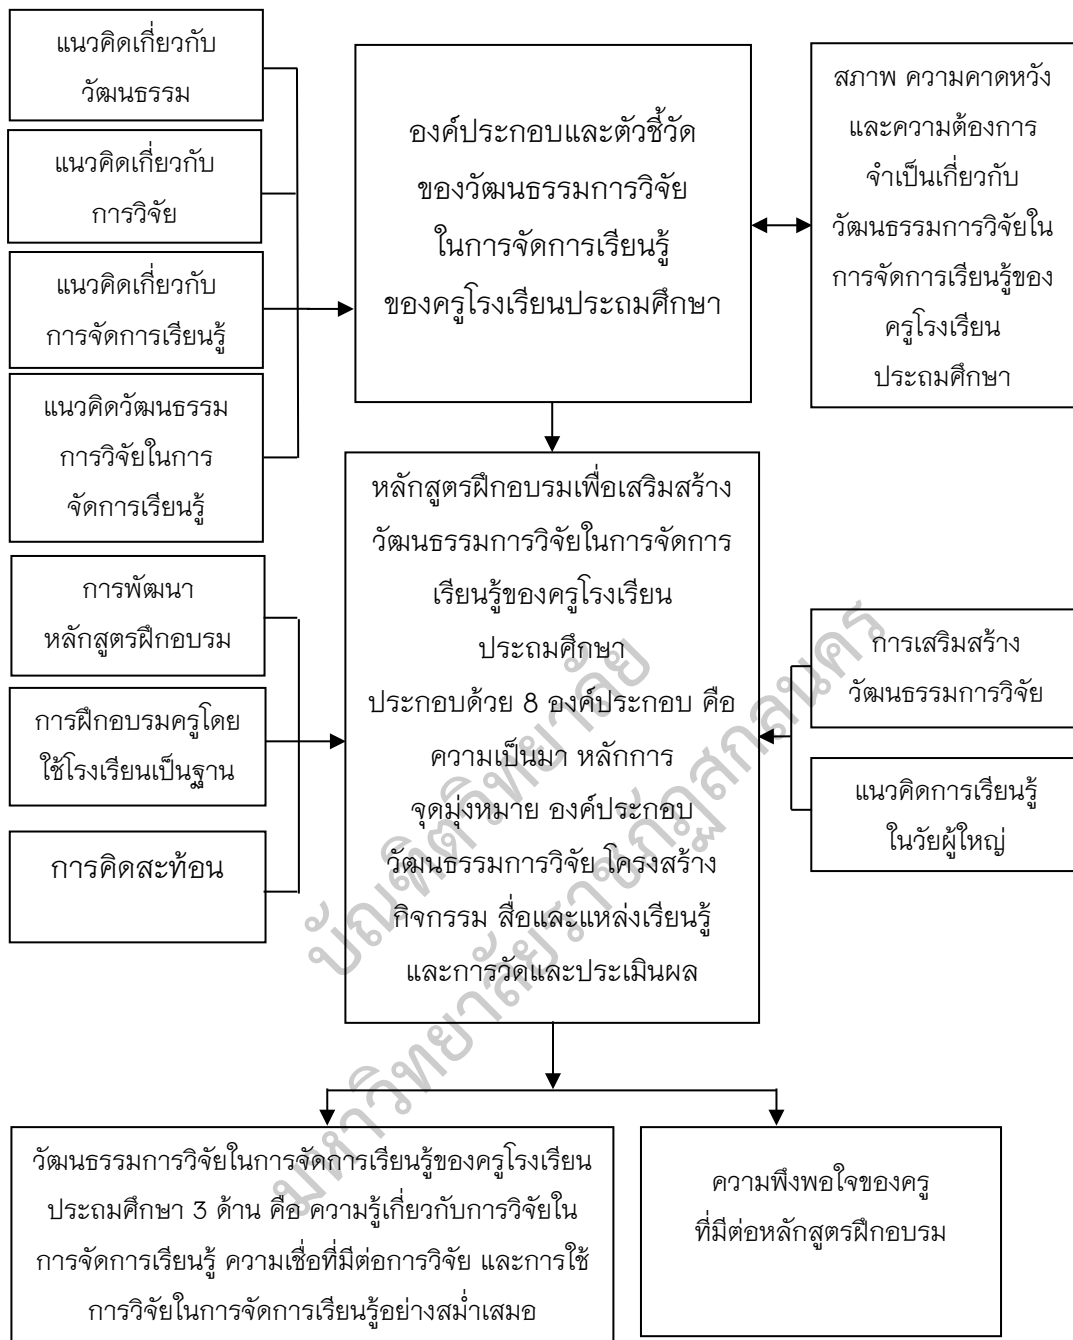 แนวคิดเกี่ยวกับ
วัฒนธรรม
แนวคิดเกี่ยวกับ
การวิจัย
แนวคิดเกี่ยวกับ
การจัดการเรียนรู้
แนวคิดวัฒนธรรม
การวิจัยในการ
จัดการเรียนรู้
องค์ประกอบและตัวชี้วัด
ของวัฒนธรรมการวิจัย
ในการจัดการเรียนรู้
ของครูโรงเรียนประถมศึกษา
สภาพ ความคาดหวัง
และความต้องการ
จำเป็นเกี่ยวกับ
วัฒนธรรมการวิจัยใน
การจัดการเรียนรู้ของ
ครูโรงเรียน
ประถมศึกษา
การพัฒนา
หลักสูตรฝึกอบรม
การฝึกอบรมครูโดย
ใช้โรงเรียนเป็นฐาน
การคิดสะท้อน
หลักสูตรฝึกอบรมเพื่อเสริมสร้าง
วัฒนธรรมการวิจัยในการจัดการ
เรียนรู้ของครูโรงเรียน
ประถมศึกษา
ประกอบด้วย 8 องค์ประกอบ คือ
ความเป็นมา หลักการ
จุดมุ่งหมาย องค์ประกอบ
วัฒนธรรมการวิจัย โครงสร้าง
กิจกรรม สื่อและแหล่งเรียนรู้
และการวัดและประเมินผล
การเสริมสร้าง
วัฒนธรรมการวิจัย
แนวคิดการเรียนรู้
ในวัยผู้ใหญ่
วัฒนธรรมการวิจัยในการจัดการเรียนรู้ของครูโรงเรียน
ประถมศึกษา 3 ด้าน คือ ความรู้เกี่ยวกับการวิจัยใน
การจัดการเรียนรู้ ความเชื่อที่มีต่อการวิจัย และการใช้
การวิจัยในการจัดการเรียนรู้อย่างสม่ำเสมอ
ความพึงพอใจของครู
ที่มีต่อหลักสูตรฝึกอบรม
บัณฑิตวิทยาลัย
มหาวิทยาลัยราชภัฏสกลนคร